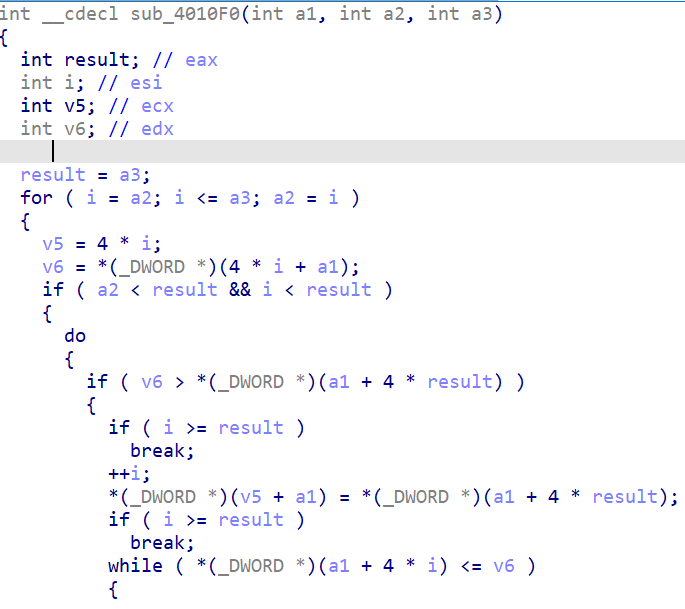 int __cdecl sub_4010F0(int a1, int a2, int a3)
{
int result; // eax
int i; // esi
int v5; // ecx
int v6; // edx
result = a3;
for ( i = a2; i <= a3; a2 = i )
{
v5 = 4 * i;
v6 = *(_DWORD *)(4 * i + a1);
if ( a2 < result && i < result )
{
do
{
if ( v6 > *(_DWORD *)(a1 + 4 * result) )
{
if ( i >= result )
break;
++i;
*(_DWORD *)(v5 + a1) = *(_DWORD *)(a1 + 4 * result);
if ( i >= result )
break;
while ( *(_DWORD *)(a1 + 4 * i) <= v6 )
{